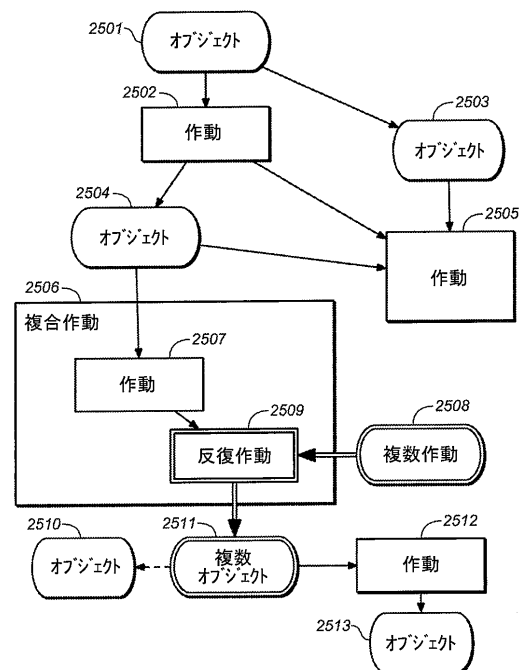 2501
オブジェクト
2502
作動
2503
オブジェクト
2504
オブジェクト
2505
作動
2506
複合作動
2507
作動
2508
複数作動
2509
反復作動
2510
オブジェクト
2511
複数
オブジェクト
2512
作動
2513
オブジェクト